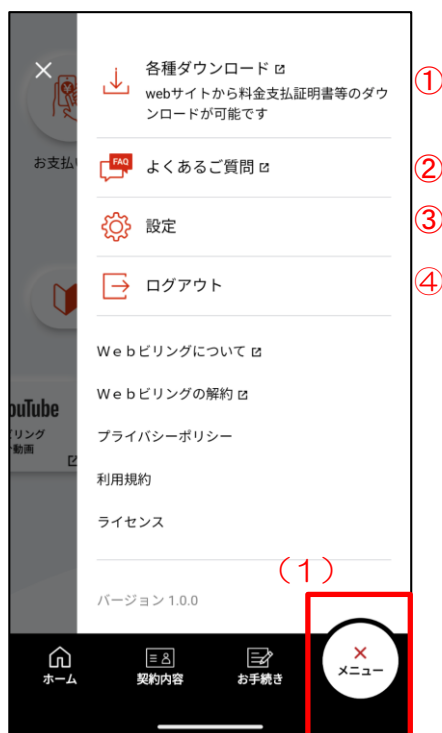 各種ダウンロード
webサイトから料金支払証明書等のダウ
ンロードが可能です
①
お支払い
FAQ
よくあるご質問
②
設定
③
ログアウト
④
Ｗｅｂビリングについて
Ｗｅｂビリングの解約
ouTube
リング
動画
プライバシーポリシー
利用規約
ライセンス
（１）
バージョン 1.0.0
ホーム
契約内容
お手続き
メニュー